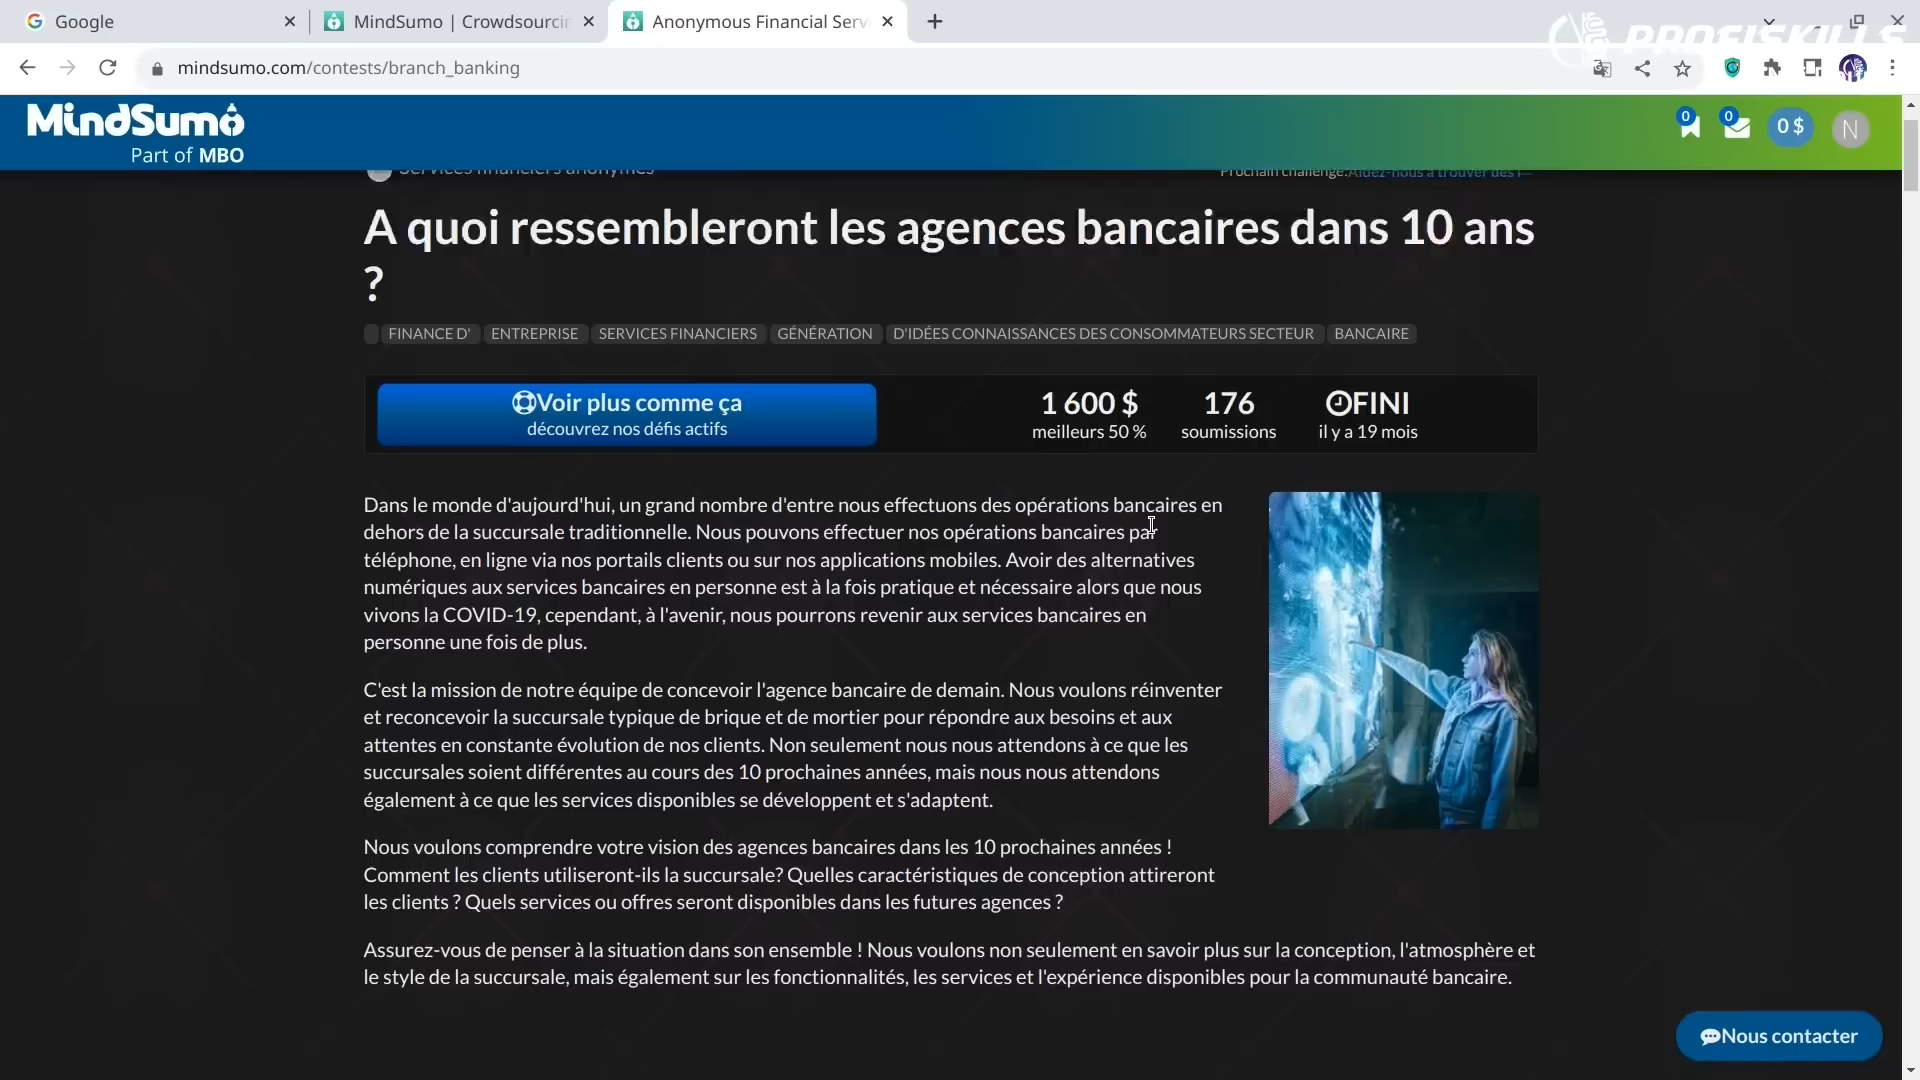 Google
MindSumo | Crowdsourcin
Anonymous Financial Serv
PROFISKILLS
mindsumo.com/contests/branch_banking
MindSumo
Part of MBO
0
0
0 $
N
Services financiers anonymes
Prochain challenge:Aidez-nous à trouver des
A quoi ressembleront les agences bancaires dans 10 ans
?
FINANCE D' ENTREPRISE SERVICES FINANCIERS GÉNÉRATION D'IDÉES CONNAISSANCES DES CONSOMMATEURS SECTEUR BANCAIRE
Voir plus comme ça
découvrez nos défis actifs
1 600 $
meilleurs 50 %
176
soumissions
FINI
il y a 19 mois
Dans le monde d'aujourd'hui, un grand nombre d'entre nous effectuons des opérations bancaires en
dehors de la succursale traditionnelle. Nous pouvons effectuer nos opérations bancaires par
téléphone, en ligne via nos portails clients ou sur nos applications mobiles. Avoir des alternatives
numériques aux services bancaires en personne est à la fois pratique et nécessaire alors que nous
vivons la COVID-19, cependant, à l'avenir, nous pourrons revenir aux services bancaires en
personne une fois de plus.
C'est la mission de notre équipe de concevoir l'agence bancaire de demain. Nous voulons réinventer
et reconcevoir la succursale typique de brique et de mortier pour répondre aux besoins et aux
attentes en constante évolution de nos clients. Non seulement nous nous attendons à ce que les
succursales soient différentes au cours des 10 prochaines années, mais nous nous attendons
également à ce que les services disponibles se développent et s'adaptent.
Nous voulons comprendre votre vision des agences bancaires dans les 10 prochaines années !
Comment les clients utiliseront-ils la succursale? Quelles caractéristiques de conception attireront
les clients ? Quels services ou offres seront disponibles dans les futures agences ?
Assurez-vous de penser à la situation dans son ensemble ! Nous voulons non seulement en savoir plus sur la conception, l'atmosphère et
le style de la succursale, mais également sur les fonctionnalités, les services et l'expérience disponibles pour la communauté bancaire.
Nous contacter